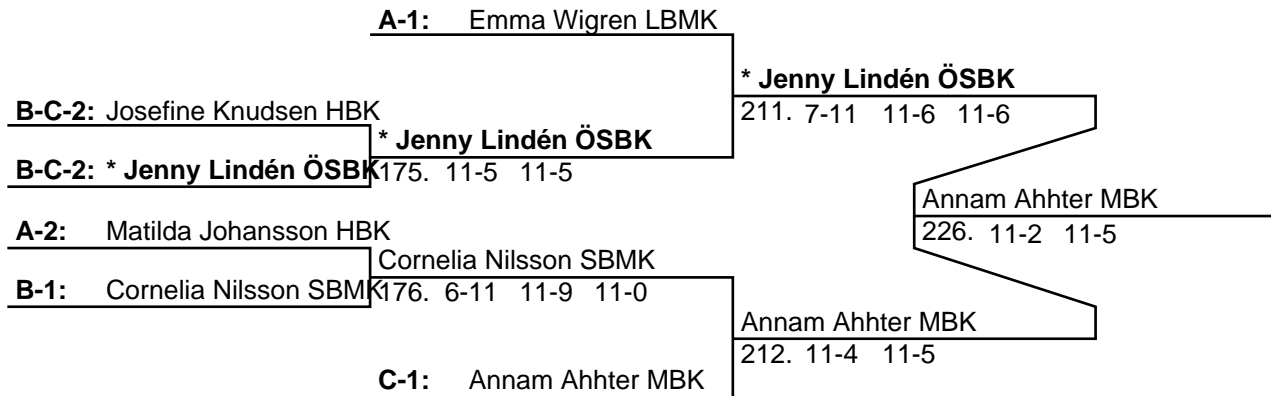 A-1: Emma Wigren LBMK
* Jenny Lindén ÖSBK
B-C-2: Josefine Knudsen HBK
211. 7-11 11-6 11-6
* Jenny Lindén ÖSBK
B-C-2: * Jenny Lindén ÖSBK
175. 11-5 11-5
Annam Ahhter MBK
A-2: Matilda Johansson HBK
226. 11-2 11-5
Cornelia Nilsson SBMK
B-1: Cornelia Nilsson SBMK
176. 6-11 11-9 11-0
Annam Ahhter MBK
212. 11-4 11-5
C-1: Annam Ahhter MBK